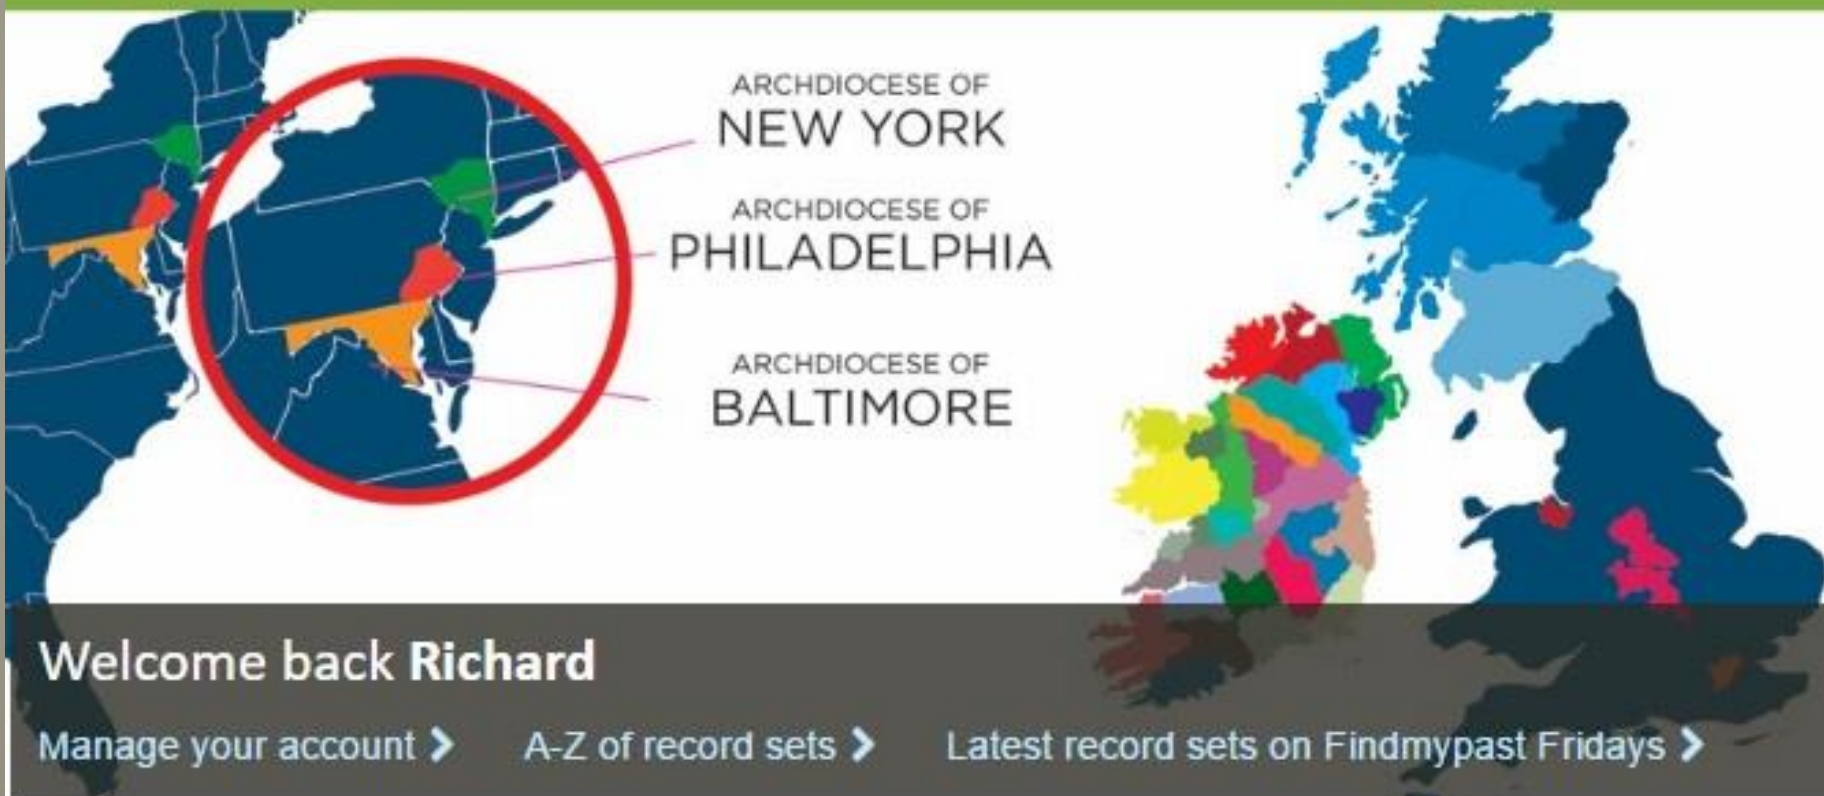 ARCHDIOCESE OF
NEW YORK
ARCHDIOCESE OF
PHILADELPHIA
ARCHDIOCESE OF
BALTIMORE
Welcome back Richard
Manage your account > A-Z of record sets > Latest record sets on Findmypast Fridays >